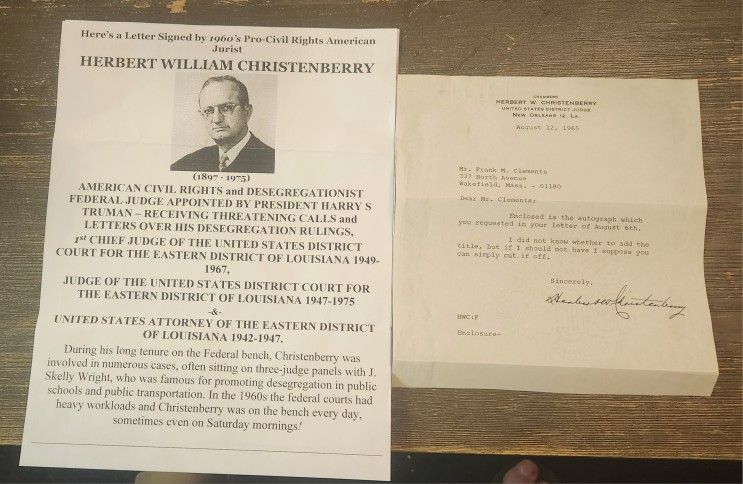 Here's a Letter Signed by 1960's Pro-Civil Rights American
Jurist
HERBERT WILLIAM CHRISTENBERRY
(1897 - 1975)
AMERICAN CIVIL RIGHTS and DESEGREGATIONIST
FEDERAL JUDGE APPOINTED BY PRESIDENT HARRY S
TRUMAN – RECEIVING THREATENING CALLS and
LETTERS OVER HIS DESEGREGATION RULINGS,
1st CHIEF JUDGE OF THE UNITED STATES DISTRICT
COURT FOR THE EASTERN DISTRICT OF LOUISIANA 1949-
1967,
JUDGE OF THE UNITED STATES DISTRICT COURT FOR
THE EASTERN DISTRICT OF LOUISIANA 1947-1975
-&-
UNITED STATES ATTORNEY OF THE EASTERN DISTRICT
OF LOUISIANA 1942-1947.
During his long tenure on the Federal bench, Christenberry was
involved in numerous cases, often sitting on three-judge panels with J.
Skelly Wright, who was famous for promoting desegregation in public
schools and public transportation. In the 1960s the federal courts had
heavy workloads and Christenberry was on the bench every day,
sometimes even on Saturday mornings!
CHAMBERS
HERBERT W. CHRISTENBERRY
UNITED STATES DISTRICT JUDGE
NEW ORLEANS 12, LA.
August 12, 1965
Mr. Frank M. Clements
337 North Avenue
Wakefield, Mass. - 01180
Dear Mr. Clements;
Enclosed is the autograph which
you requested in your letter of August 6th.
I did not know whether to add the
title, but if I should not have I suppose you
can simply cut if off.
Sincerely,
Herbert W. Christenberry
HWC:F
Enclosure-